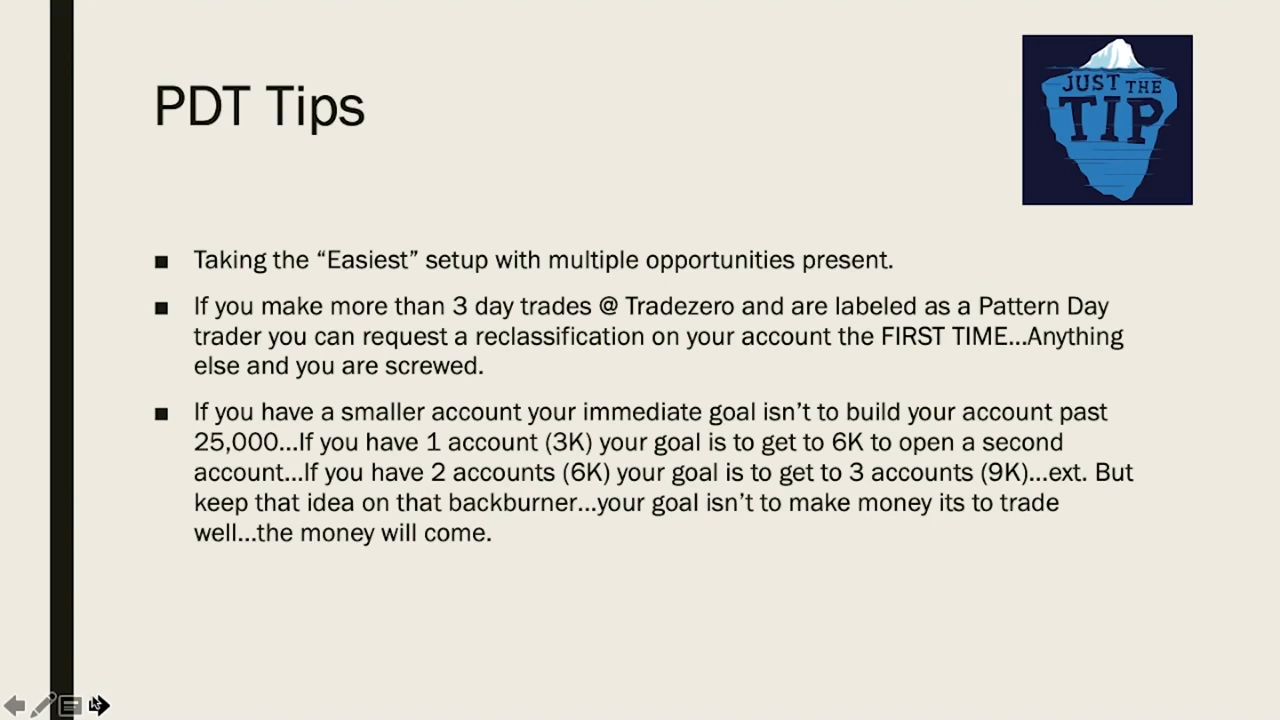 PDT Tips
JUST THE
TIP
■ Taking the “Easiest” setup with multiple opportunities present.
■ If you make more than 3 day trades @ Tradezero and are labeled as a Pattern Day
trader you can request a reclassification on your account the FIRST TIME...Anything
else and you are screwed.
■ If you have a smaller account your immediate goal isn’t to build your account past
25,000...If you have 1 account (3K) your goal is to get to 6K to open a second
account...If you have 2 accounts (6K) your goal is to get to 3 accounts (9K)...ext. But
keep that idea on that backburner...your goal isn’t to make money its to trade
well...the money will come.